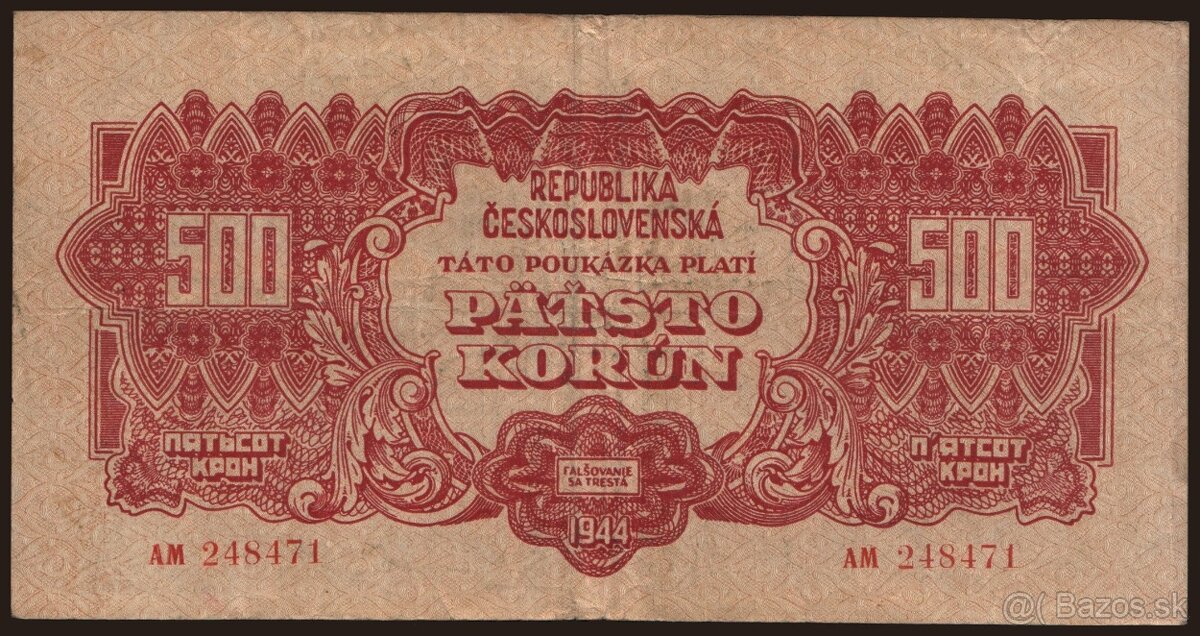 REPUBLIKA
ČESKOSLOVENSKÁ
TÁTO POUKÁZKA PLATÍ
PÄŤSTO
KORÚN
500
500
ПЯТЬСОТ
КРОН
П'ЯТСОТ
КРОН
FALŠOVANIE
SA TRESTÁ
1944
AM 248471
AM 248471
@( Bazos.sk